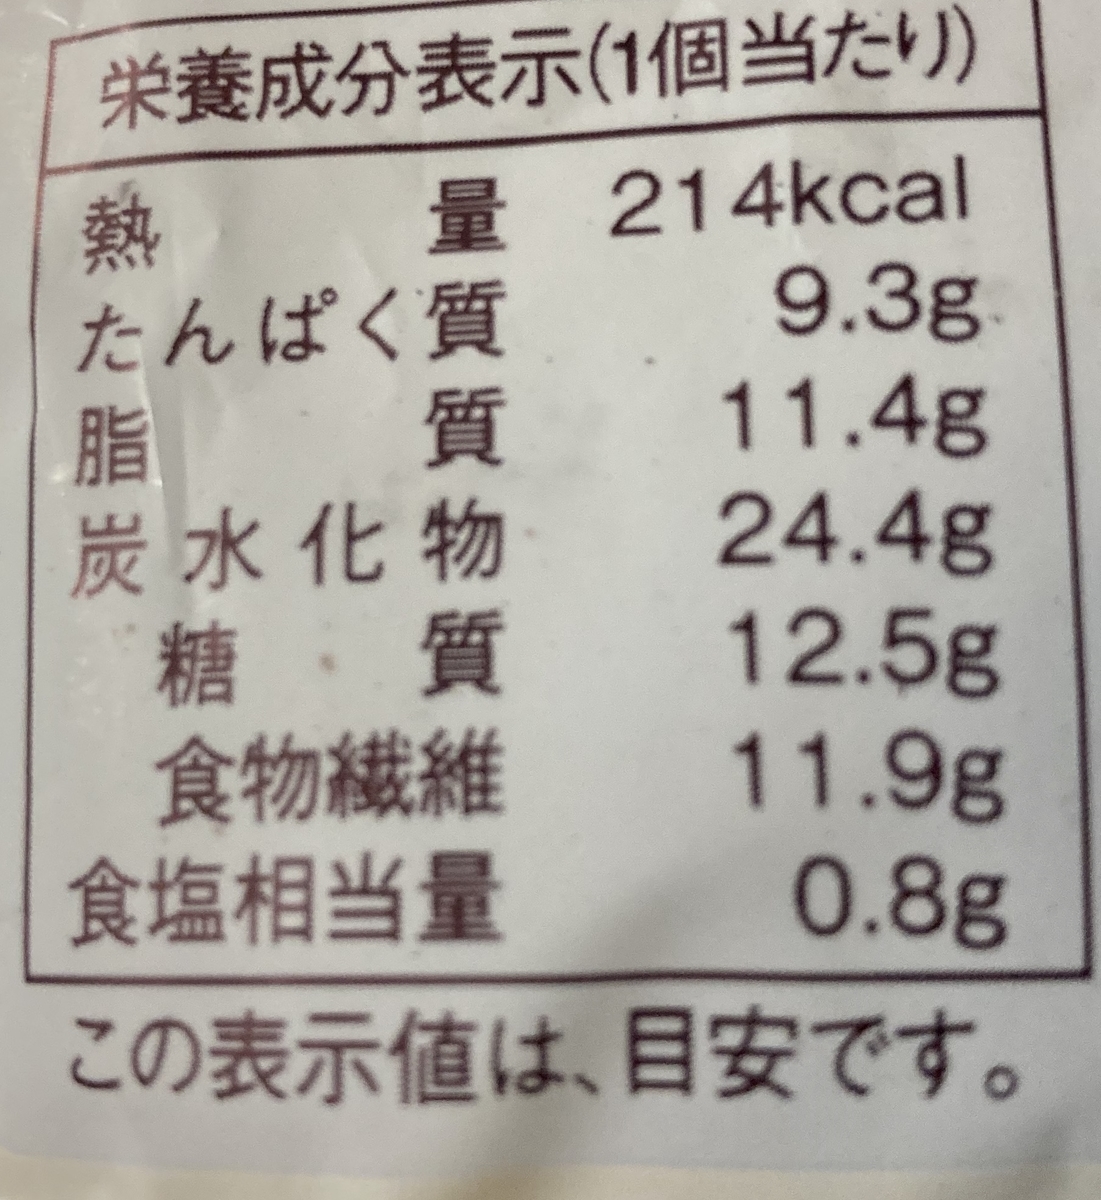 栄養成分表示(1個当たり)
熱量 214kcal
たんぱく質 9.3g
脂質 11.4g
炭水化物 24.4g
糖質 12.5g
食物繊維 11.9g
食塩相当量 0.8g
この表示値は、目安です。